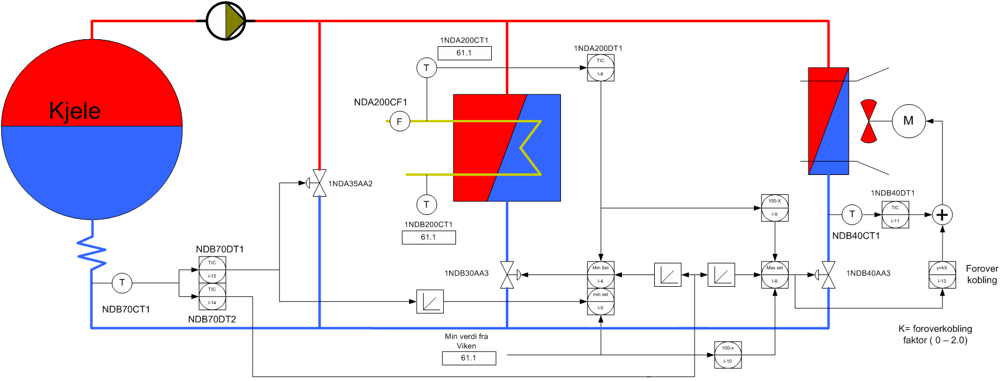 1NDA200CT1
61.1
1NDA200DT1
TIC
I-6
T
NDA200CF1
F
Kjele
M
1NDA35AA2
100-X
I-9
1NDB40DT1
TIC
I-11
T
T
+
1NDB200CT1
61.1
NDB40CT1
NDB70DT1
TIC
I-15
TIC
I-14
T
NDB70CT1
NDB70DT2
1NDB30AA3
Min Sel
I-4
min sel
I-5
Max sel
I-8
1NDB40AA3
y=kX
I-13
Forover
kobling
Min verdi fra
Viken
61.1
100-x
I-10
K= foroverkobling
faktor ( 0 – 2.0)